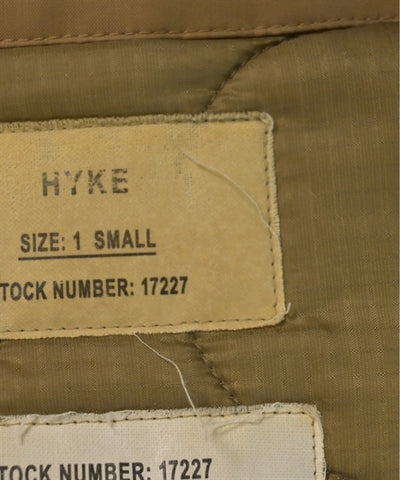 HYKE
SIZE: 1 SMALL
TOCK NUMBER: 17227
TOCK NUMBER: 17227